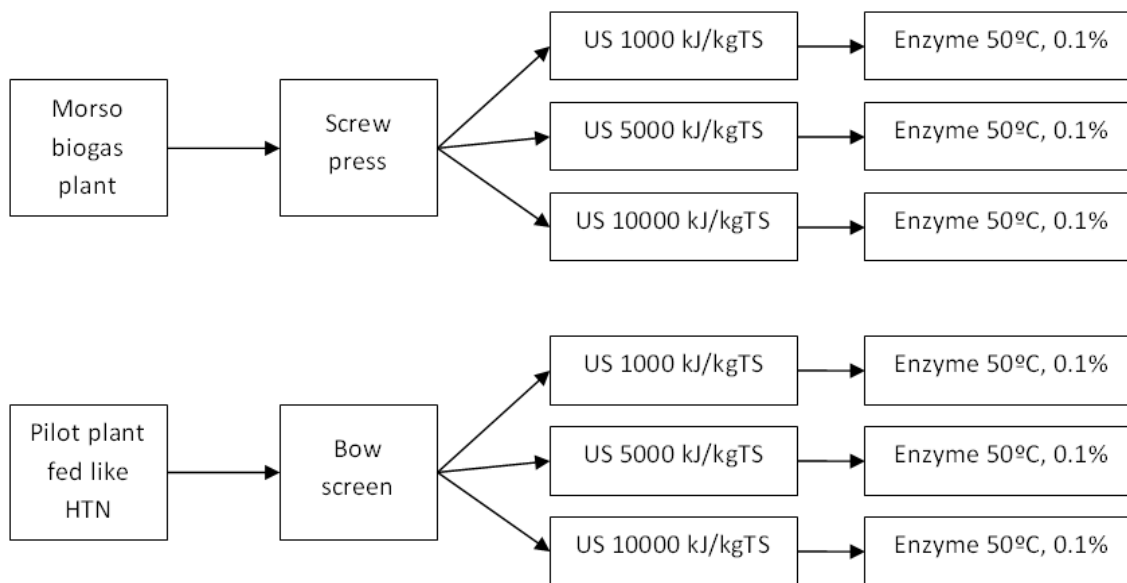 US 1000 kJ/kgTS
Enzyme 50ºC, 0.1%
Morso
biogas
plant
Screw
press
US 5000 kJ/kgTS
Enzyme 50ºC, 0.1%
US 10000 kJ/kgTS
Enzyme 50ºC, 0.1%
US 1000 kJ/kgTS
Enzyme 50ºC, 0.1%
Pilot plant
fed like
HTN
Bow
screen
US 5000 kJ/kgTS
Enzyme 50ºC, 0.1%
US 10000 kJ/kgTS
Enzyme 50ºC, 0.1%